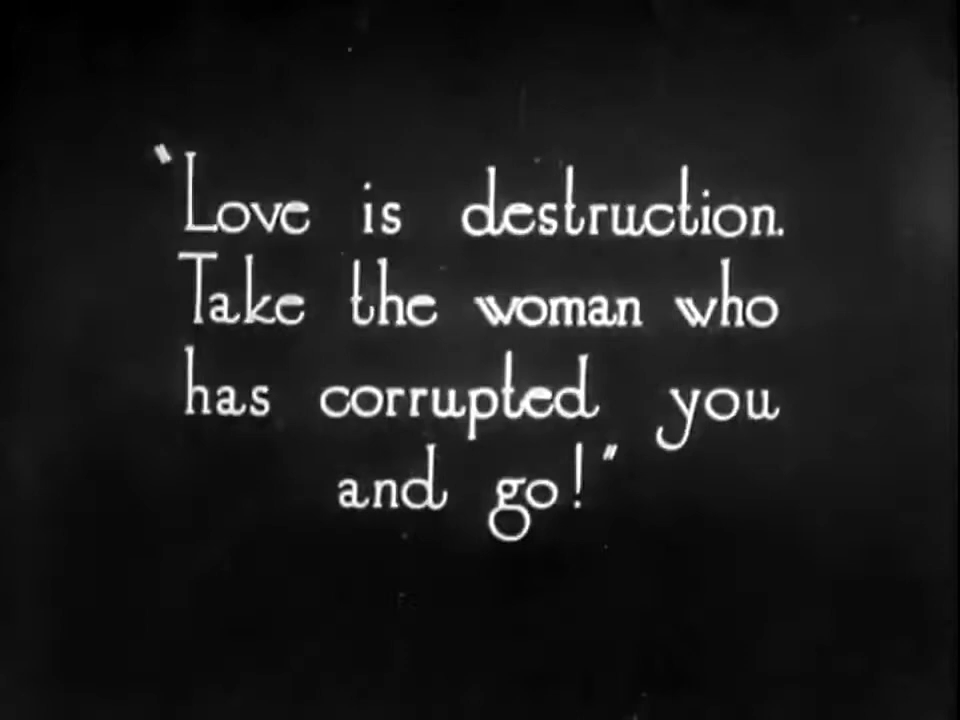 "Love is destruction.
Take the woman who
has corrupted you
and go!"